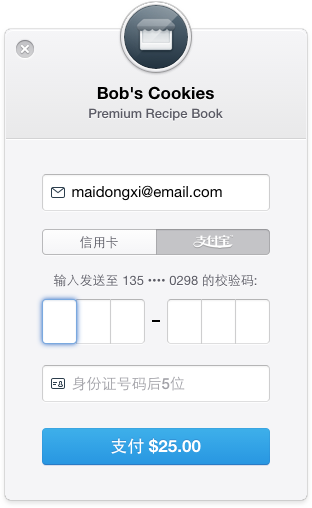 Bob's Cookies
Premium Recipe Book
maidongxi@email.com
信用卡
支付宝
输入发送至 135 •••• 0298 的校验码:
–
身份证号码后5位
支付 $25.00